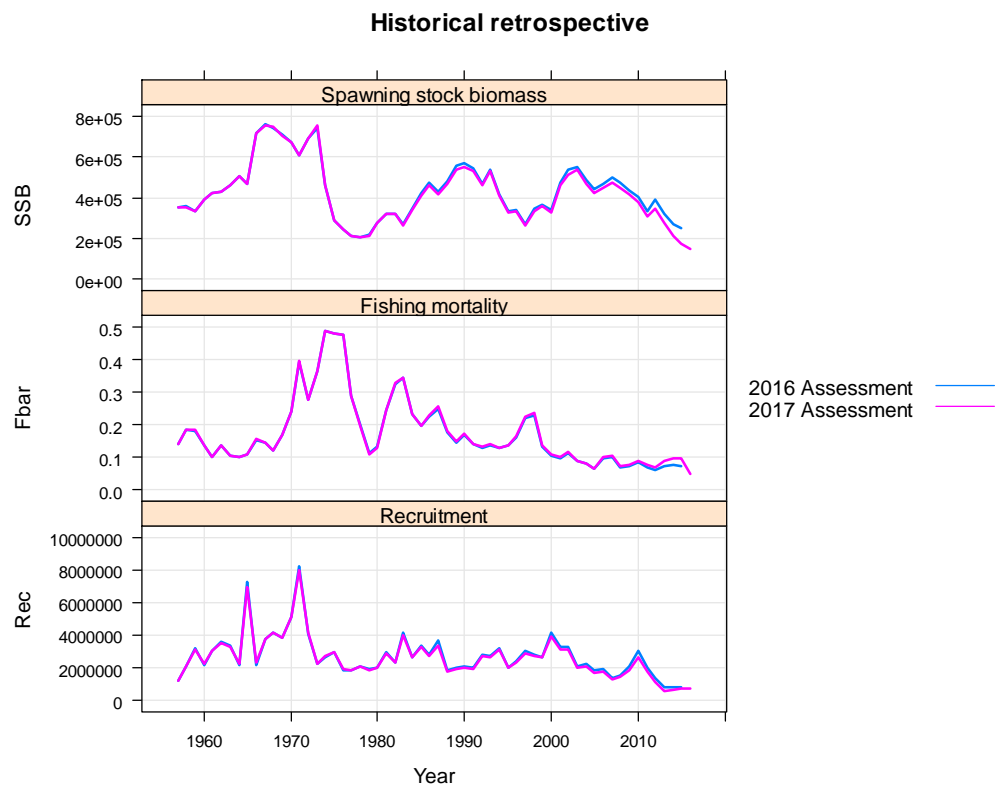 Historical retrospective
Spawning stock biomass
8e+05
6e+05
4e+05
2e+05
0e+00
SSB
Fishing mortality
0.5
0.4
0.3
0.2
0.1
0.0
Fbar
2016 Assessment
2017 Assessment
Recruitment
10000000
8000000
6000000
4000000
2000000
0
Rec
1960 1970 1980 1990 2000 2010
Year